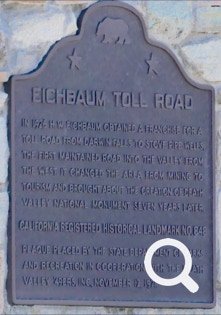 EICHBAUM TOLL ROAD
IN 1926 H.W. EICHBAUM OBTAINED A FRANCHISE FOR A
TOLL ROAD FROM DARWIN FALLS TO STOVEPIPE WELLS,
THE FIRST MAINTAINED ROAD INTO THE VALLEY FROM
THE WEST. IT CHANGED THE AREA FROM MINING TO
TOURISM AND BROUGHT ABOUT THE CREATION OF DEATH
VALLEY NATIONAL MONUMENT SEVEN YEARS LATER.
CALIFORNIA REGISTERED HISTORICAL LANDMARK NO. 848
PLAQUE PLACED BY THE STATE DEPARTMENT OF PARKS
AND RECREATION IN COOPERATION WITH THE DEATH
VALLEY '49ERS, INC., NOVEMBER